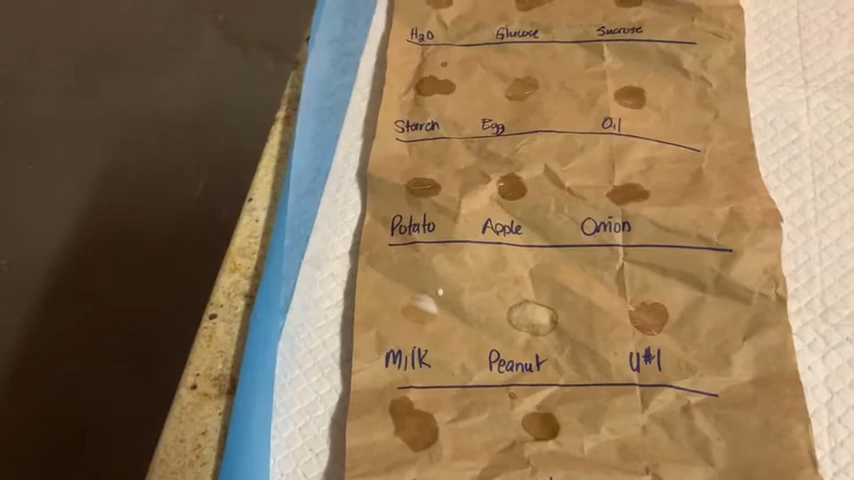 H2O Glucose Sucrose
Starch Egg Oil
Potato Apple Onion
Milk Peanut U#1